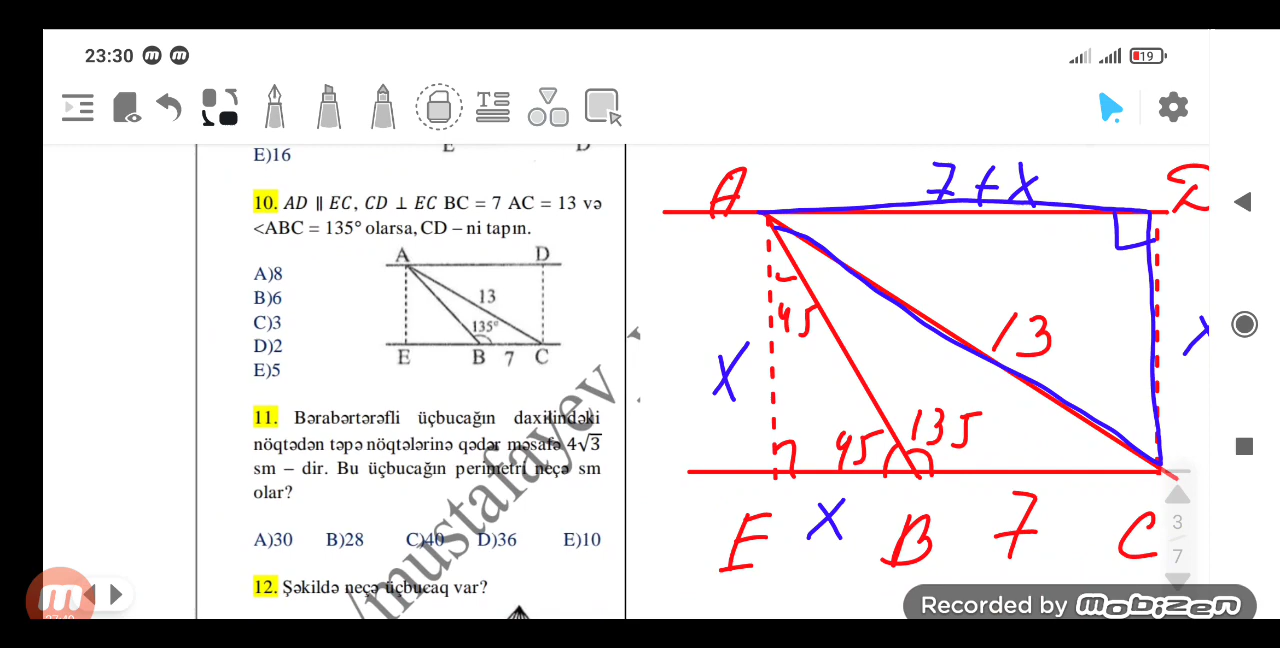 23:30
19
E)16
E
D
10. AD ∥ EC, CD ⊥ EC BC = 7 AC = 13 və
<ABC = 135° olarsa, CD – ni tapın.
A)8
B)6
C)3
D)2
E)5
A
D
13
135°
E
B
7
C
11. Bərabərtərəfli üçbucağın daxilindəki
nöqtədən təpə nöqtələrinə qədər məsafə 4√3
sm – dir. Bu üçbucağın perimetri neçə sm
olar?
A)30 B)28 C)40 D)36 E)10
12. Şəkildə neçə üçbucaq var?
/mustafayev
A
7+x
45
x
13
x
45
135
E
x
B
7
C
3
7
Recorded by mobizen